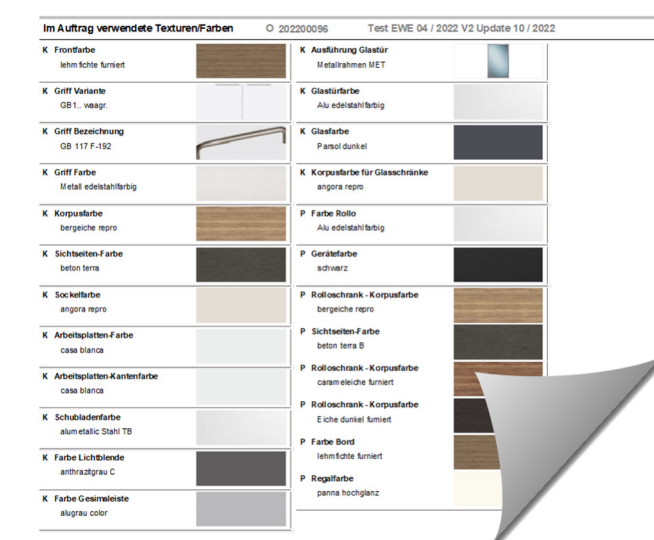 Im Auftrag verwendete Texturen/Farben O 202200096 Test EWE 04 / 2022 V2 Update 10 / 2022
K Frontfarbe
lehmfichte furniert
K Griff Variante
GB1.. waagr.
K Griff Bezeichnung
GB 117 F-192
K Griff Farbe
Metall edelstahlfarbig
K Korpusfarbe
bergeiche repro
K Sichtseiten-Farbe
beton terra
K Sockelfarbe
angora repro
K Arbeitsplatten-Farbe
casa blanca
K Arbeitsplatten-Kantenfarbe
casa blanca
K Schubladenfarbe
alumetallic Stahl TB
K Farbe Lichtblende
anthrazitgrau C
K Farbe Gesimsleiste
alugrau color
K Ausführung Glastür
Metallrahmen MET
K Glastürfarbe
Alu edelstahlfarbig
K Glasfarbe
Parsol dunkel
K Korpusfarbe für Glasschränke
angora repro
P Farbe Rollo
Alu edelstahlfarbig
P Gerätefarbe
schwarz
P Rolloschrank - Korpusfarbe
bergeiche repro
P Sichtseiten-Farbe
beton terra B
P Rolloschrank - Korpusfarbe
carameleiche furniert
P Rolloschrank - Korpusfarbe
Eiche dunkel furniert
P Farbe Bord
lehmfichte furniert
P Regalfarbe
panna hochglanz